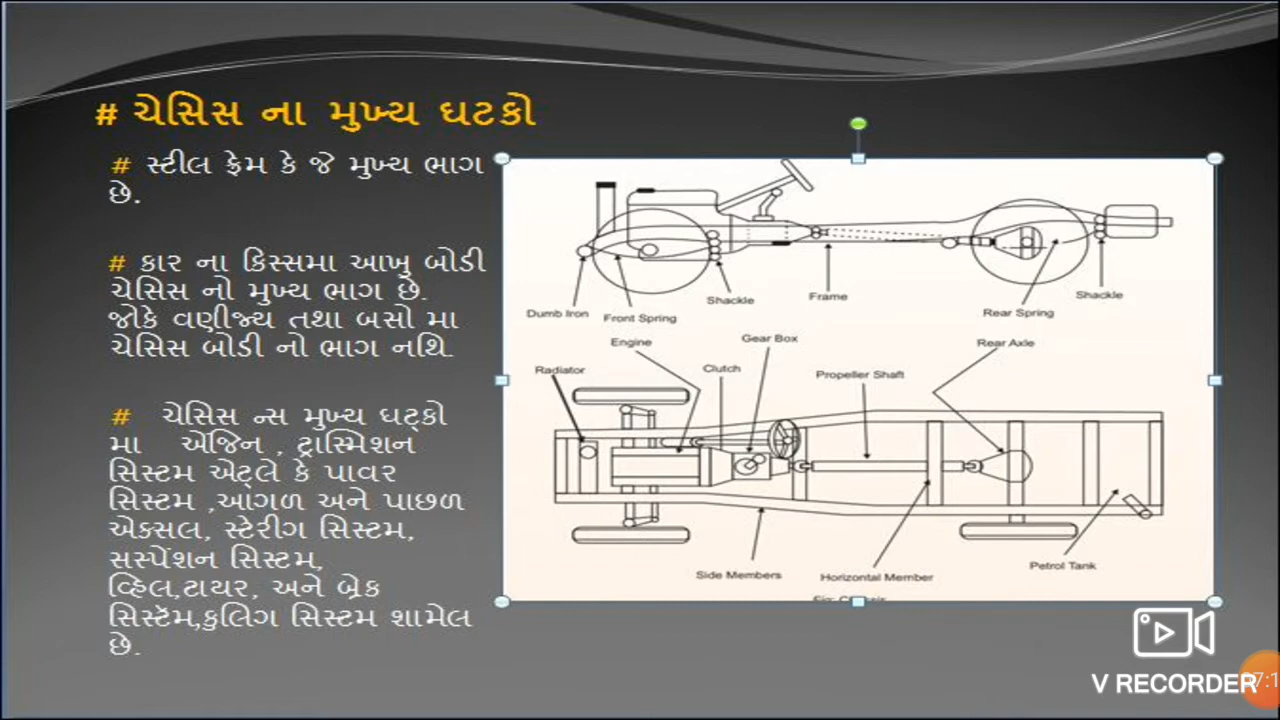 # ચેસિસ ના મુખ્ય ઘટકો
# સ્ટીલ ફ્રેમ કે જે મુખ્ય ભાગ
છે.
# કાર ના કિસ્સમા આખુ બોડી
ચેસિસ નો મુખ્ય ભાગ છે.
જોકે વણીજ્ય તથા બસો મા
ચેસિસ બોડી નો ભાગ નથિ.
# ચેસિસ ન્સ મુખ્ય ઘટ્કો
મા એંજિન , ટ્રાસ્મિશન
સિસ્ટમ એટ્લે કે પાવર
સિસ્ટમ ,આગળ અને પાછળ
એક્સલ, સ્ટેરીગ સિસ્ટમ,
સસ્પેંશન સિસ્ટમ,
વ્હિલ,ટાયર, અને બ્રેક
સિસ્ટૅમ,કુલિગ સિસ્ટમ શામેલ
છે.
Dumb Iron
Front Spring
Shackle
Frame
Rear Spring
Shackle
Engine
Gear Box
Rear Axle
Radiator
Clutch
Propeller Shaft
Side Members
Horizontal Member
Petrol Tank
V RECORDER